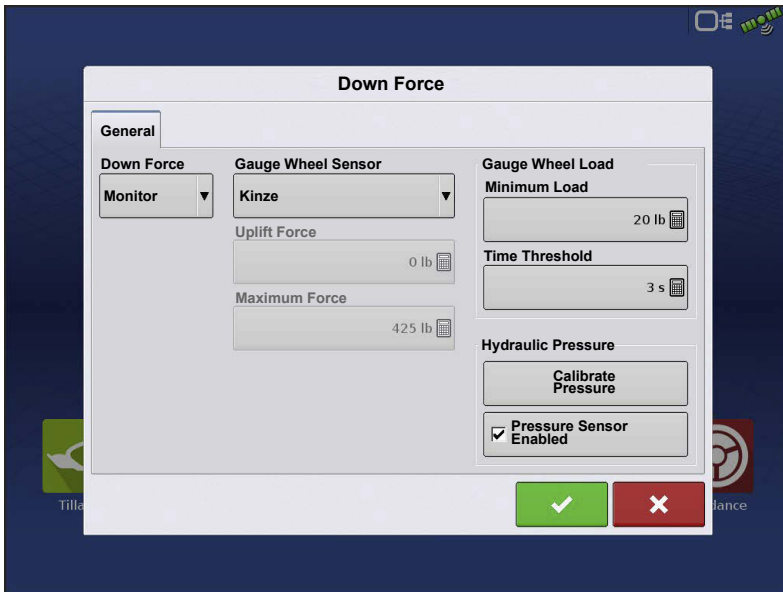 Down Force
General
Down Force
Monitor
Gauge Wheel Sensor
Kinze
Uplift Force
0 lb
Maximum Force
425 lb
Gauge Wheel Load
Minimum Load
20 lb
Time Threshold
3 s
Hydraulic Pressure
Calibrate
Pressure
Pressure Sensor
Enabled
Tilla
dance